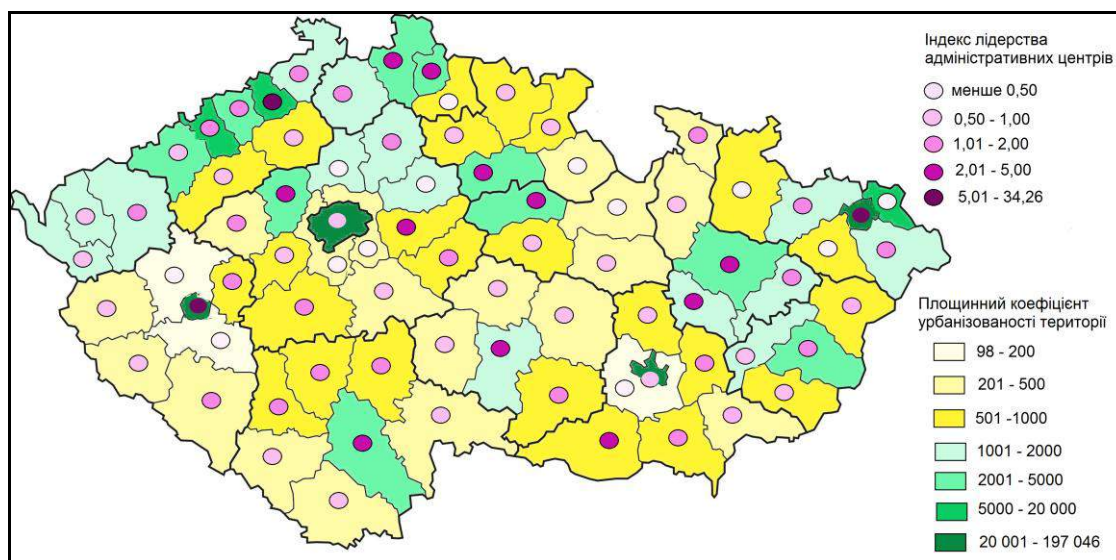 Індекс лідерства
адміністративних центрів
менше 0,50
0,50 - 1,00
1,01 - 2,00
2,01 - 5,00
5,01 - 34,26
Площинний коефіцієнт
урбанізованості території
98 - 200
201 - 500
501 -1000
1001 - 2000
2001 - 5000
5000 - 20 000
20 001 - 197 046